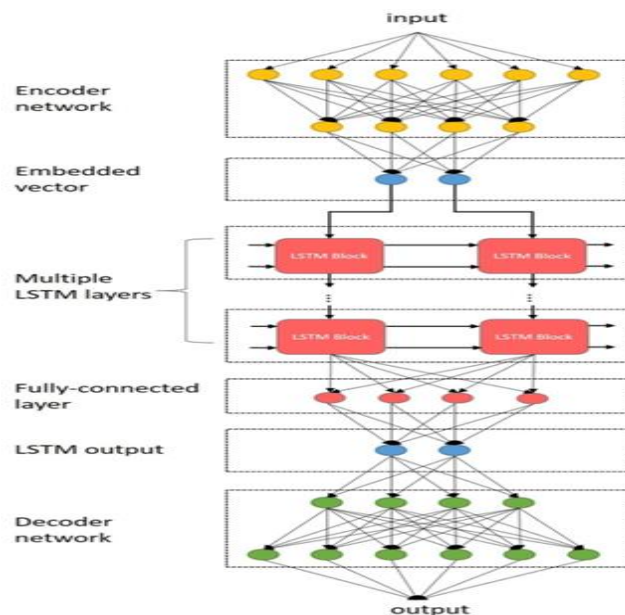 input
Encoder
network
Embedded
vector
LSTM Block LSTM Block
Multiple
LSTM layers
LSTM Block LSTM Block
Fully-connected
layer
LSTM output
Decoder
network
output